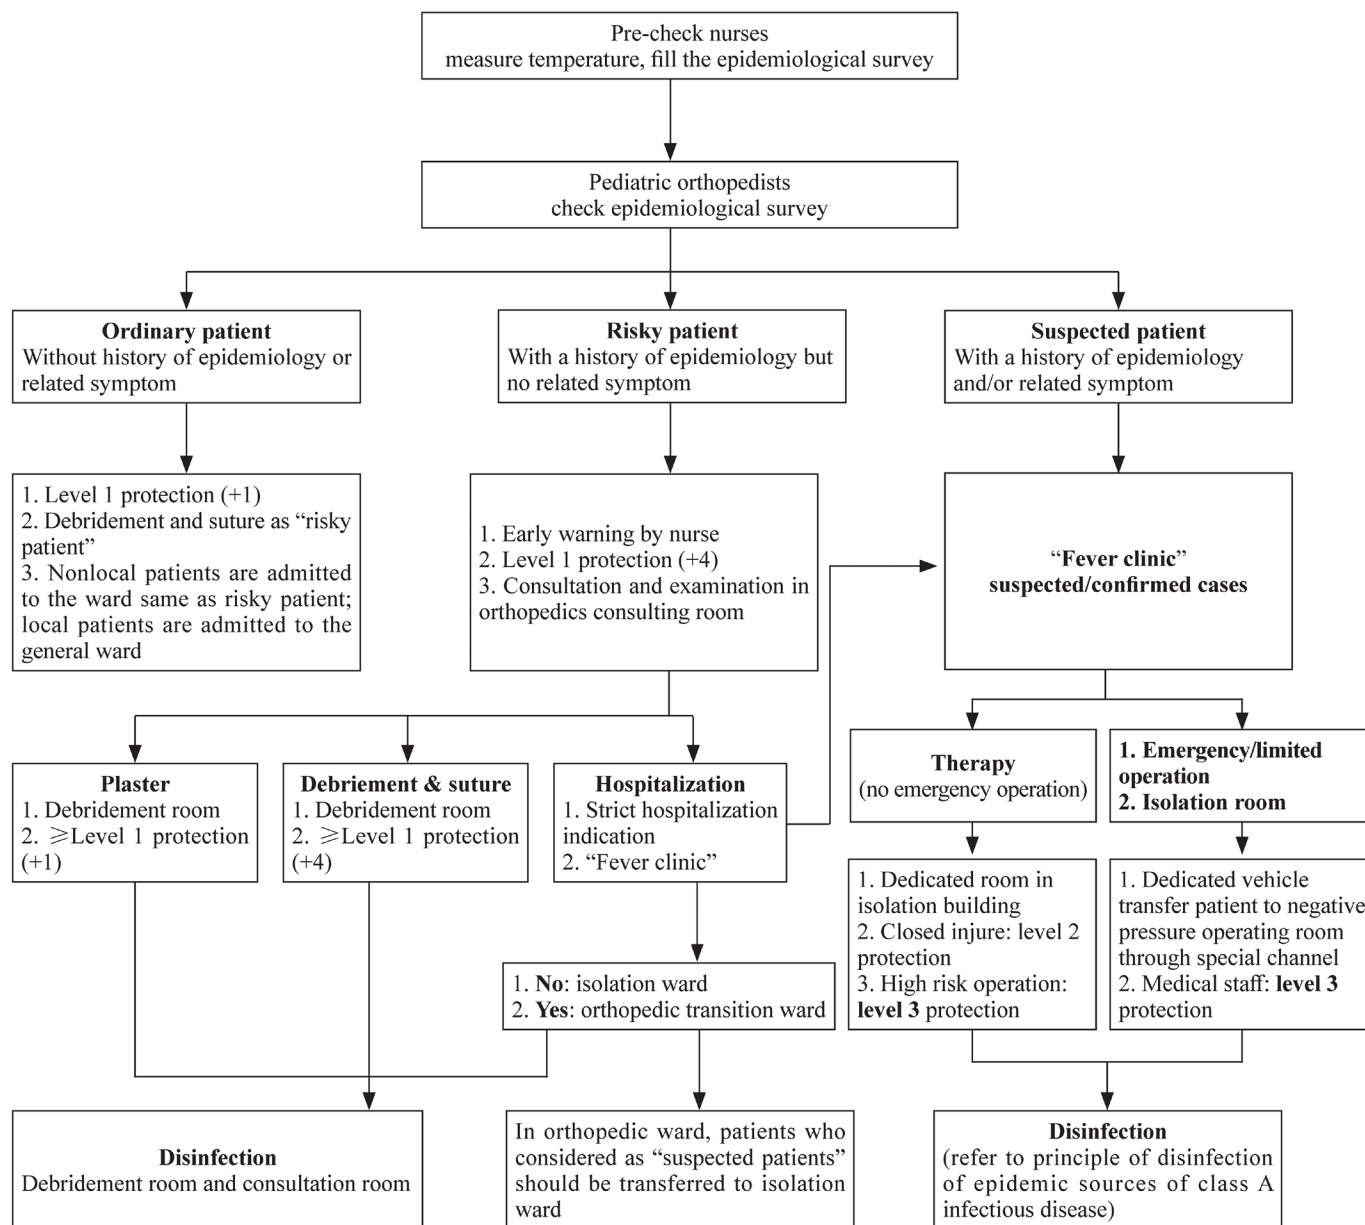 Pre-check nurses
measure temperature, fill the epidemiological survey
Pediatric orthopedists
check epidemiological survey
Ordinary patient
Without history of epidemiology or
related symptom
Risky patient
With a history of epidemiology but
no related symptom
Suspected patient
With a history of epidemiology
and/or related symptom
1. Level 1 protection (+1)
2. Debridement and suture as “risky
patient”
3. Nonlocal patients are admitted
to the ward same as risky patient;
local patients are admitted to the
general ward
1. Early warning by nurse
2. Level 1 protection (+4)
3. Consultation and examination in
orthopedics consulting room
“Fever clinic”
suspected/confirmed cases
Plaster
1. Debridement room
2. ⩾Level 1 protection
(+1)
Debriement & suture
1. Debridement room
2. ⩾Level 1 protection
(+4)
Hospitalization
1. Strict hospitalization
indication
2. “Fever clinic”
Therapy
(no emergency operation)
1. Emergency/limited
operation
2. Isolation room
1. Dedicated room in
isolation building
2. Closed injure: level 2
protection
3. High risk operation:
level 3 protection
1. Dedicated vehicle
transfer patient to negative
pressure operating room
through special channel
2. Medical staff: level 3
protection
1. No: isolation ward
2. Yes: orthopedic transition ward
Disinfection
Debridement room and consultation room
In orthopedic ward, patients who
considered as “suspected patients”
should be transferred to isolation
ward
Disinfection
(refer to principle of disinfection
of epidemic sources of class A
infectious disease)